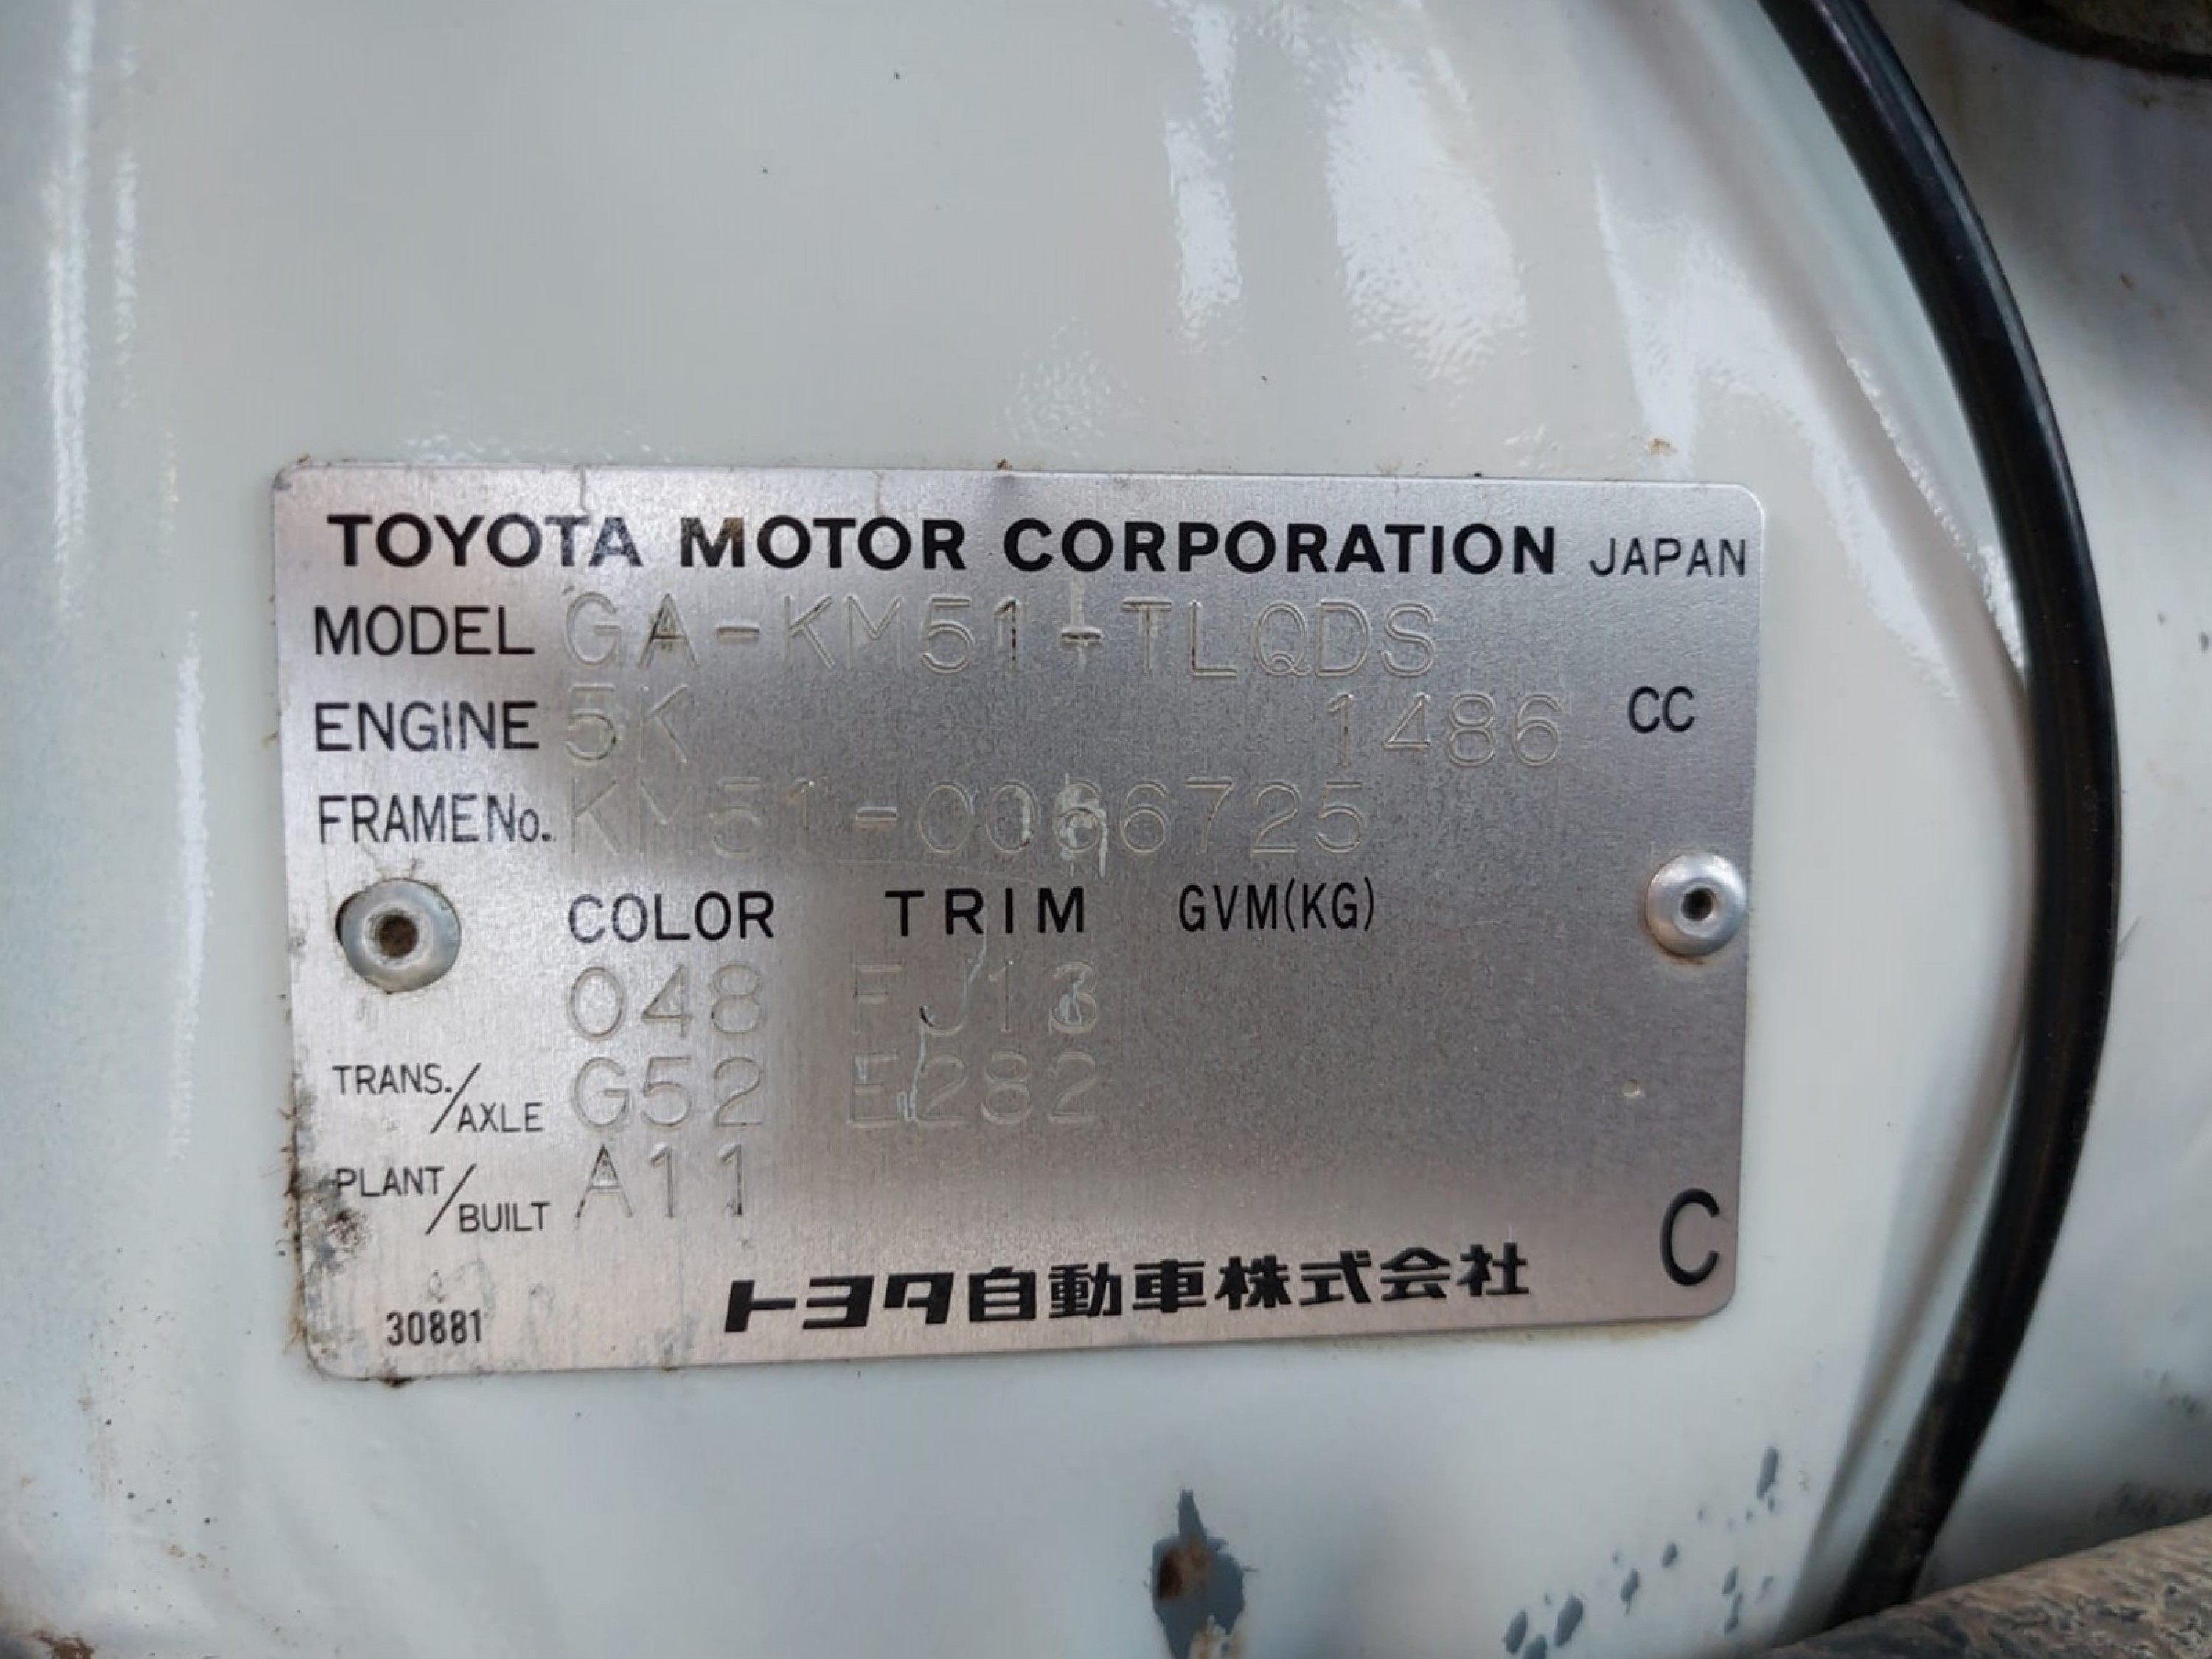 TOYOTA MOTOR CORPORATION JAPAN
MODEL GA-KM51-TLQDS
ENGINE 5K 1486 CC
FRAME No. KM51-0066725
COLOR TRIM GVM(KG)
048 FJ13
TRANS./AXLE G52 E282
PLANT/BUILT A11
C
30881 トヨタ自動車株式会社